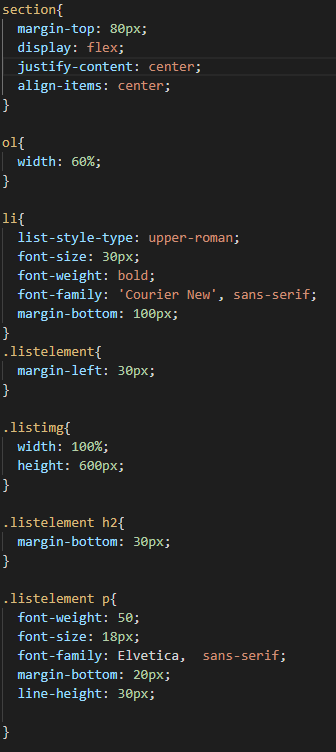 section{
margin-top: 80px;
display: flex;
justify-content: center;
align-items: center;
}
ol{
width: 60%;
}
li{
list-style-type: upper-roman;
font-size: 30px;
font-weight: bold;
font-family: 'Courier New', sans-serif;
margin-bottom: 100px;
}
.listelement{
margin-left: 30px;
}
.listimg{
width: 100%;
height: 600px;
}
.listelement h2{
margin-bottom: 30px;
}
.listelement p{
font-weight: 50;
font-size: 18px;
font-family: Elvetica,  sans-serif;
margin-bottom: 20px;
line-height: 30px;
}